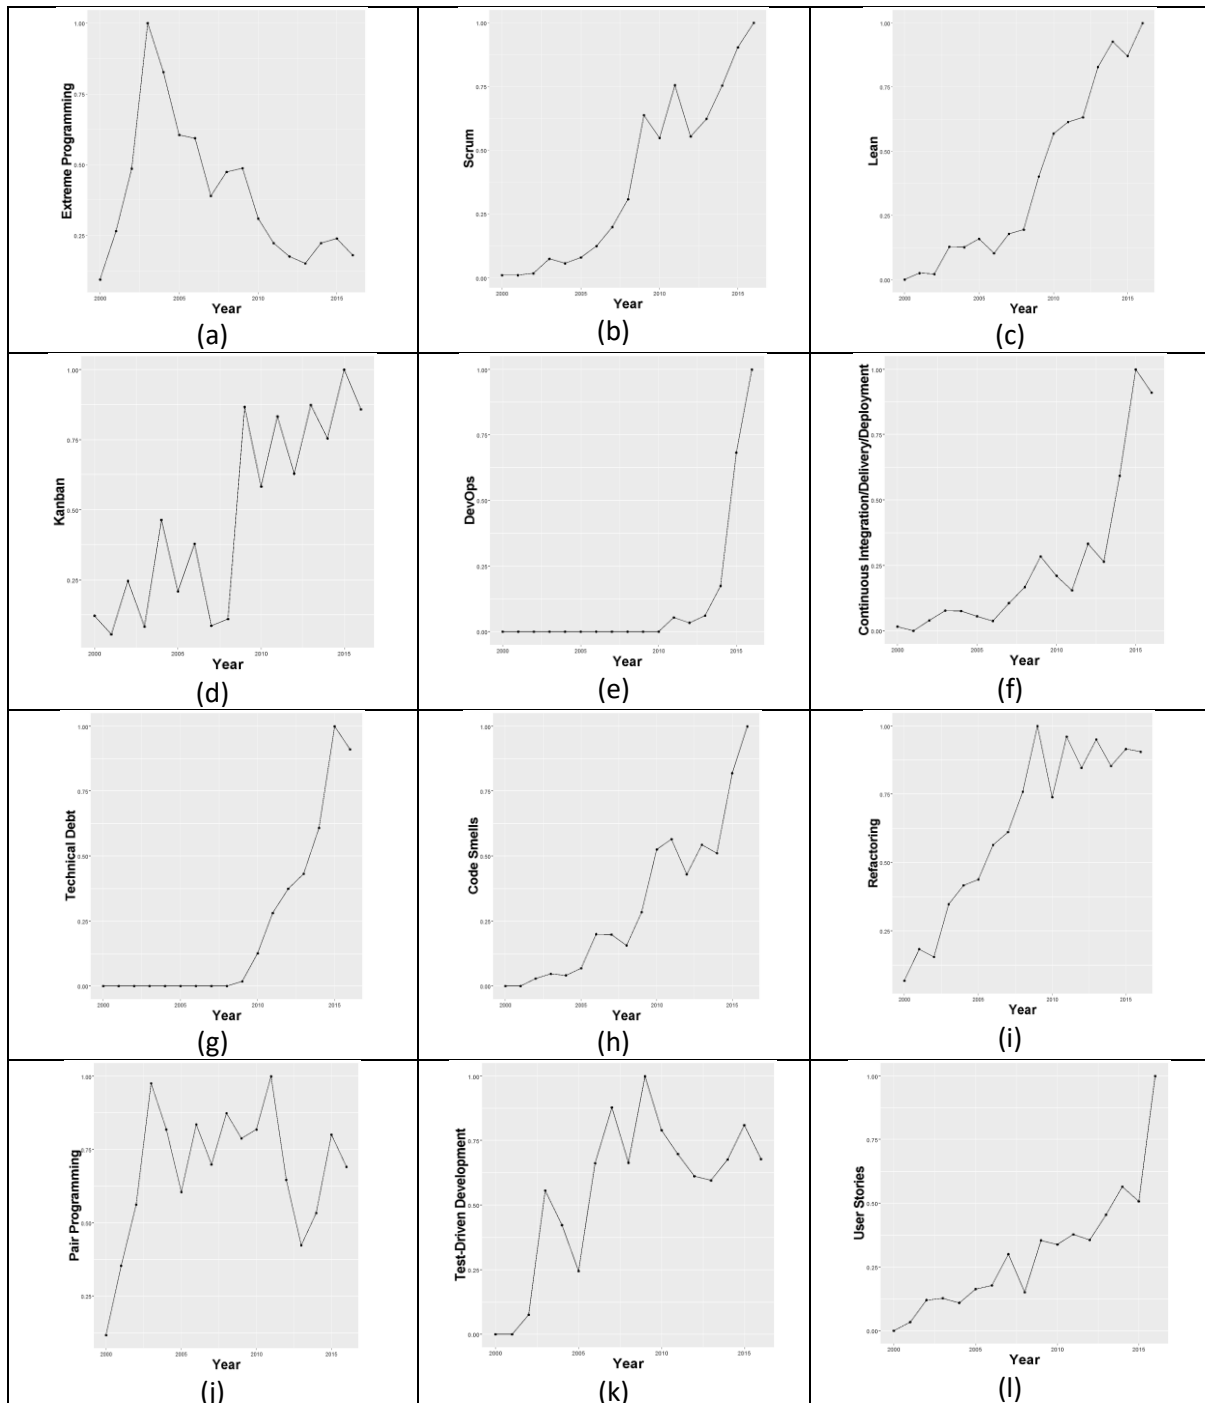 Extreme Programming
1.00
0.75
0.50
0.25
2000 2005 2010 2015
Year
(a)
Scrum
1.00
0.75
0.50
0.25
0.00
2000 2005 2010 2015
Year
(b)
Lean
1.00
0.75
0.50
0.25
0.00
2000 2005 2010 2015
Year
(c)
Kanban
1.00
0.75
0.50
0.25
2000 2005 2010 2015
Year
(d)
DevOps
1.00
0.75
0.50
0.25
0.00
2000 2005 2010 2015
Year
(e)
Continuous Integration/Delivery/Deployment
1.00
0.75
0.50
0.25
0.00
2000 2005 2010 2015
Year
(f)
Technical Debt
1.00
0.75
0.50
0.25
0.00
2000 2005 2010 2015
Year
(g)
Code Smells
1.00
0.75
0.50
0.25
0.00
2000 2005 2010 2015
Year
(h)
Refactoring
1.00
0.75
0.50
0.25
2000 2005 2010 2015
Year
(i)
Pair Programming
1.00
0.75
0.50
0.25
2000 2005 2010 2015
Year
(j)
Test-Driven Development
1.00
0.75
0.50
0.25
0.00
2000 2005 2010 2015
Year
(k)
User Stories
1.00
0.75
0.50
0.25
0.00
2000 2005 2010 2015
Year
(l)